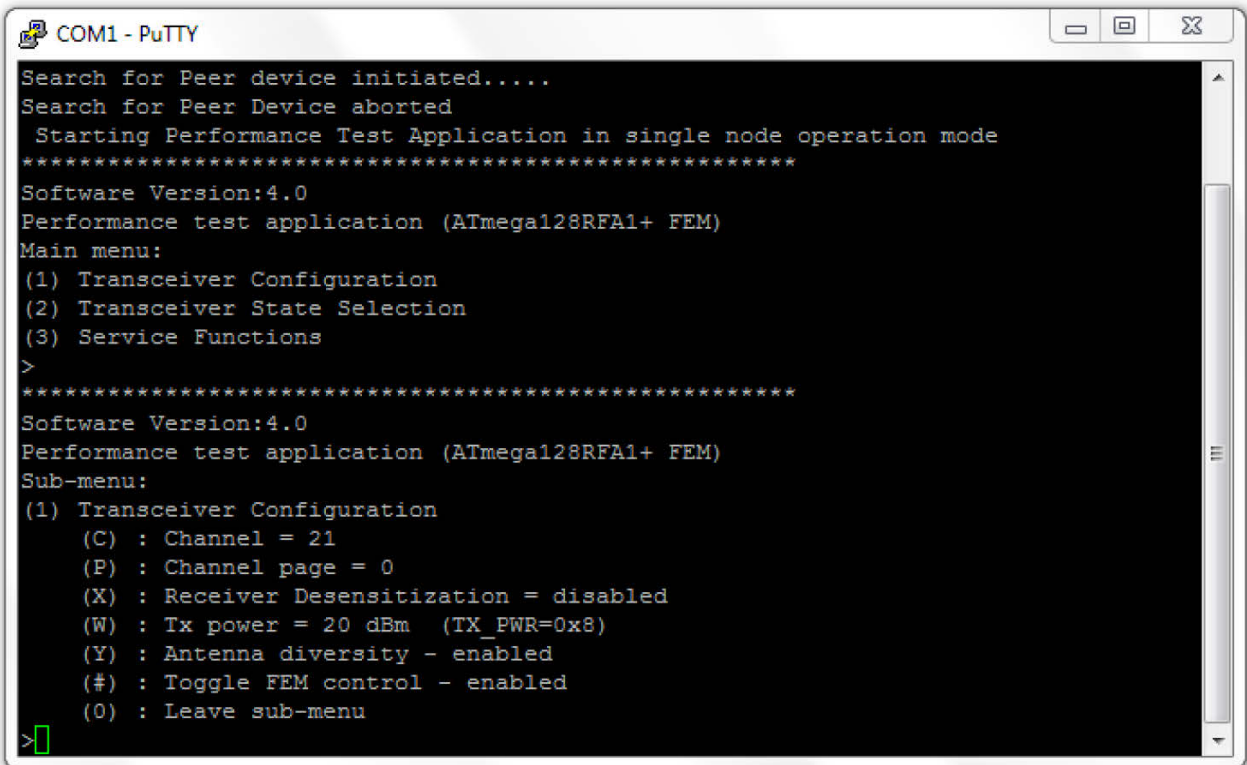 COM1 - PuTTY
Search for Peer device initiated.....
Search for Peer Device aborted
 Starting Performance Test Application in single node operation mode
******************************************************
Software Version:4.0
Performance test application (ATmega128RFA1+ FEM)
Main menu:
(1) Transceiver Configuration
(2) Transceiver State Selection
(3) Service Functions
>
******************************************************
Software Version:4.0
Performance test application (ATmega128RFA1+ FEM)
Sub-menu:
(1) Transceiver Configuration
    (C) : Channel = 21
    (P) : Channel page = 0
    (X) : Receiver Desensitization = disabled
    (W) : Tx power = 20 dBm  (TX_PWR=0x8)
    (Y) : Antenna diversity - enabled
    (#) : Toggle FEM control - enabled
    (0) : Leave sub-menu
>